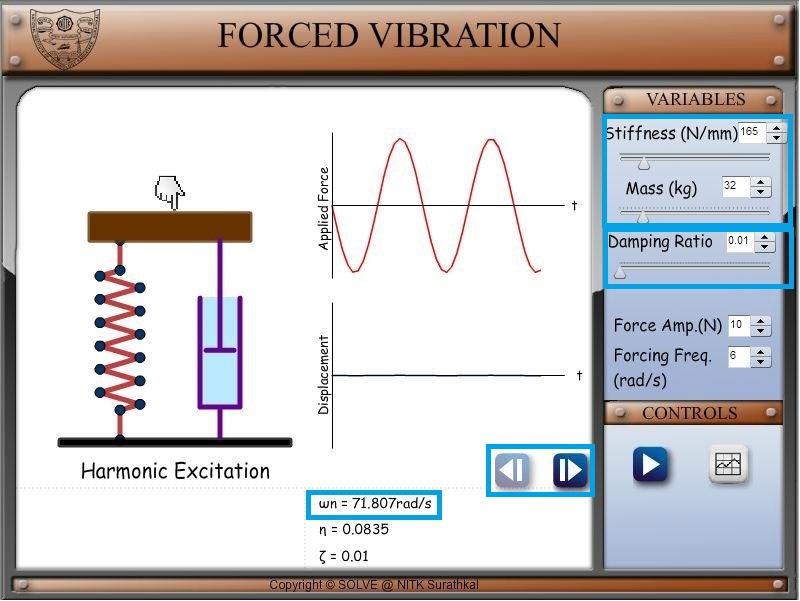 FORCED VIBRATION
VARIABLES
Stiffness (N/mm) 165
Mass (kg) 32
Damping Ratio 0.01
Force Amp.(N) 10
Forcing Freq. 6
(rad/s)
CONTROLS
Applied Force
t
Displacement
t
Harmonic Excitation
ωn = 71.807rad/s
η = 0.0835
ζ = 0.01
Copyright © SOLVE @ NITK Surathkal